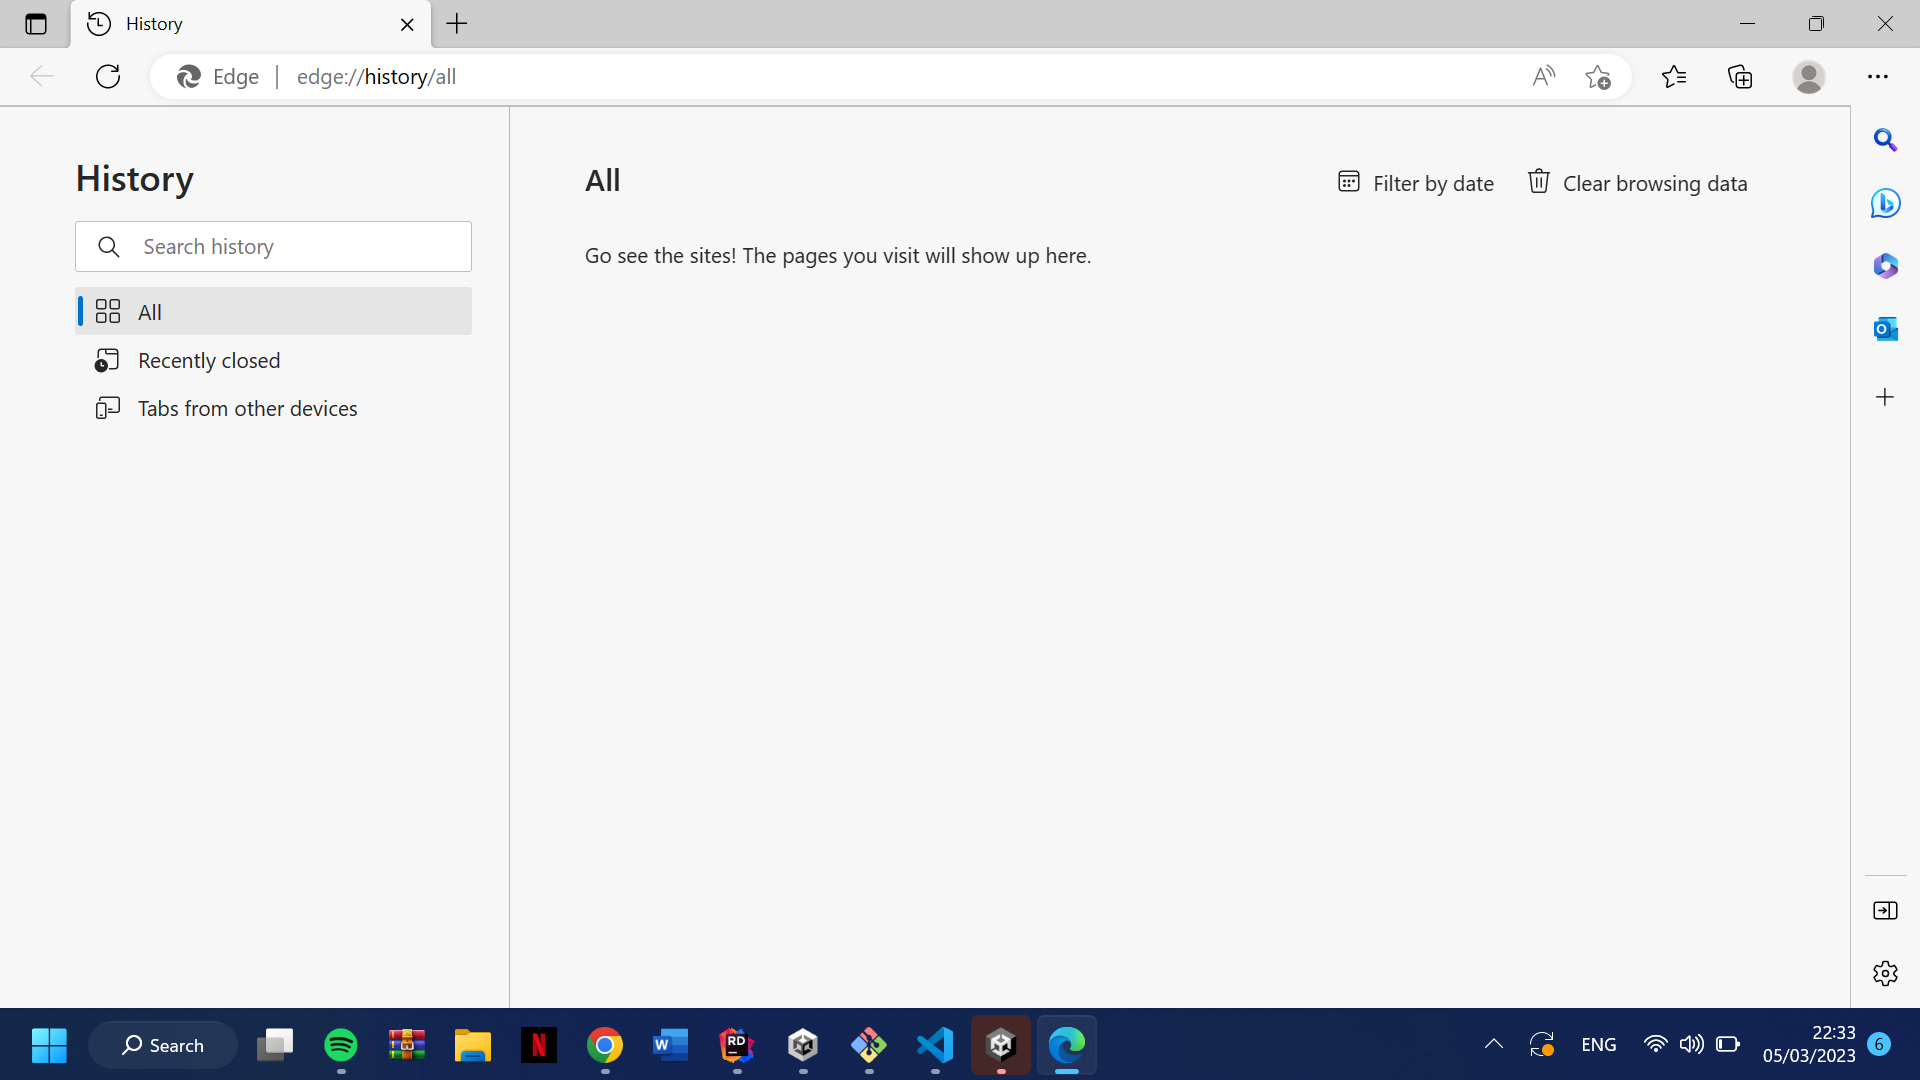 History
Edge
edge://history/all
History
Search history
All
Recently closed
Tabs from other devices
All
Filter by date
Clear browsing data
Go see the sites! The pages you visit will show up here.
Search
N
W
RD
ENG
22:33
05/03/2023
6